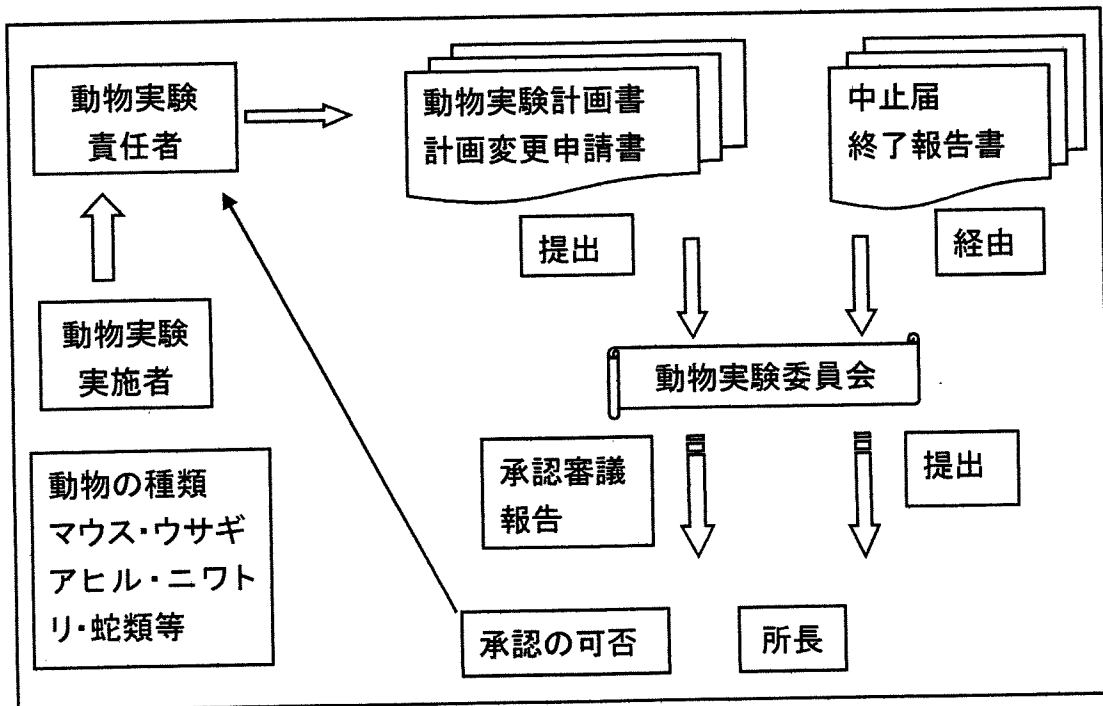 動物実験
責任者
動物実験計画書
計画変更申請書
中止届
終了報告書
提出
経由
動物実験
実施者
動物実験委員会
承認審議
報告
提出
動物の種類
マウス・ウサギ
アヒル・ニワト
リ・蛇類等
承認の可否
所長